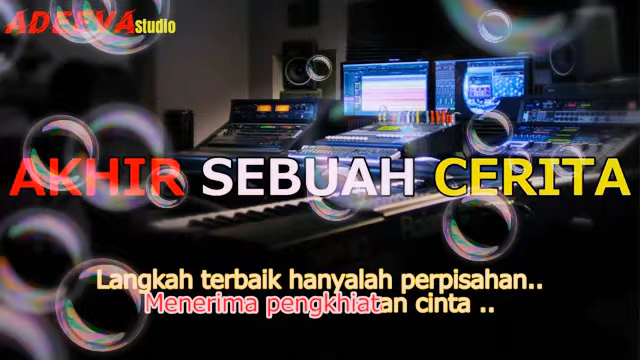 ADEEVA studio
AKHIR SEBUAH CERITA
Langkah terbaik hanyalah perpisahan..
Menerima pengkhiatan cinta ..